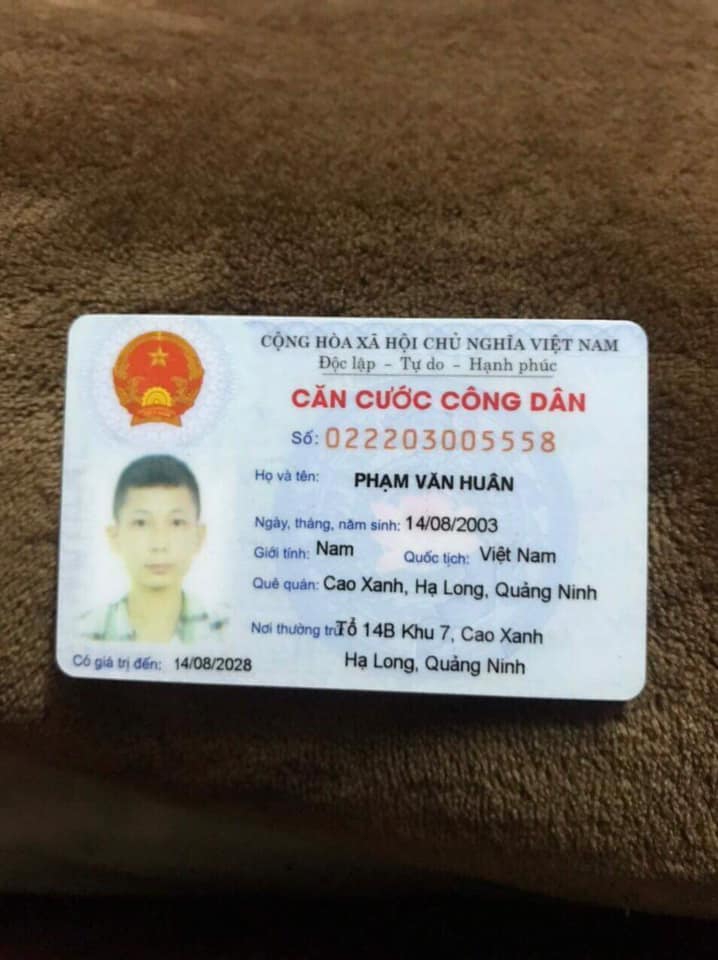 CỘNG HÒA XÃ HỘI CHỦ NGHĨA VIỆT NAM
Độc lập - Tự do - Hạnh phúc
CĂN CƯỚC CÔNG DÂN
Số: 022203005558
Họ và tên: PHẠM VĂN HUÂN
Ngày, tháng, năm sinh: 14/08/2003
Giới tính: Nam Quốc tịch: Việt Nam
Quê quán: Cao Xanh, Hạ Long, Quảng Ninh
Nơi thường trú Tổ 14B Khu 7, Cao Xanh
Hạ Long, Quảng Ninh
Có giá trị đến: 14/08/2028